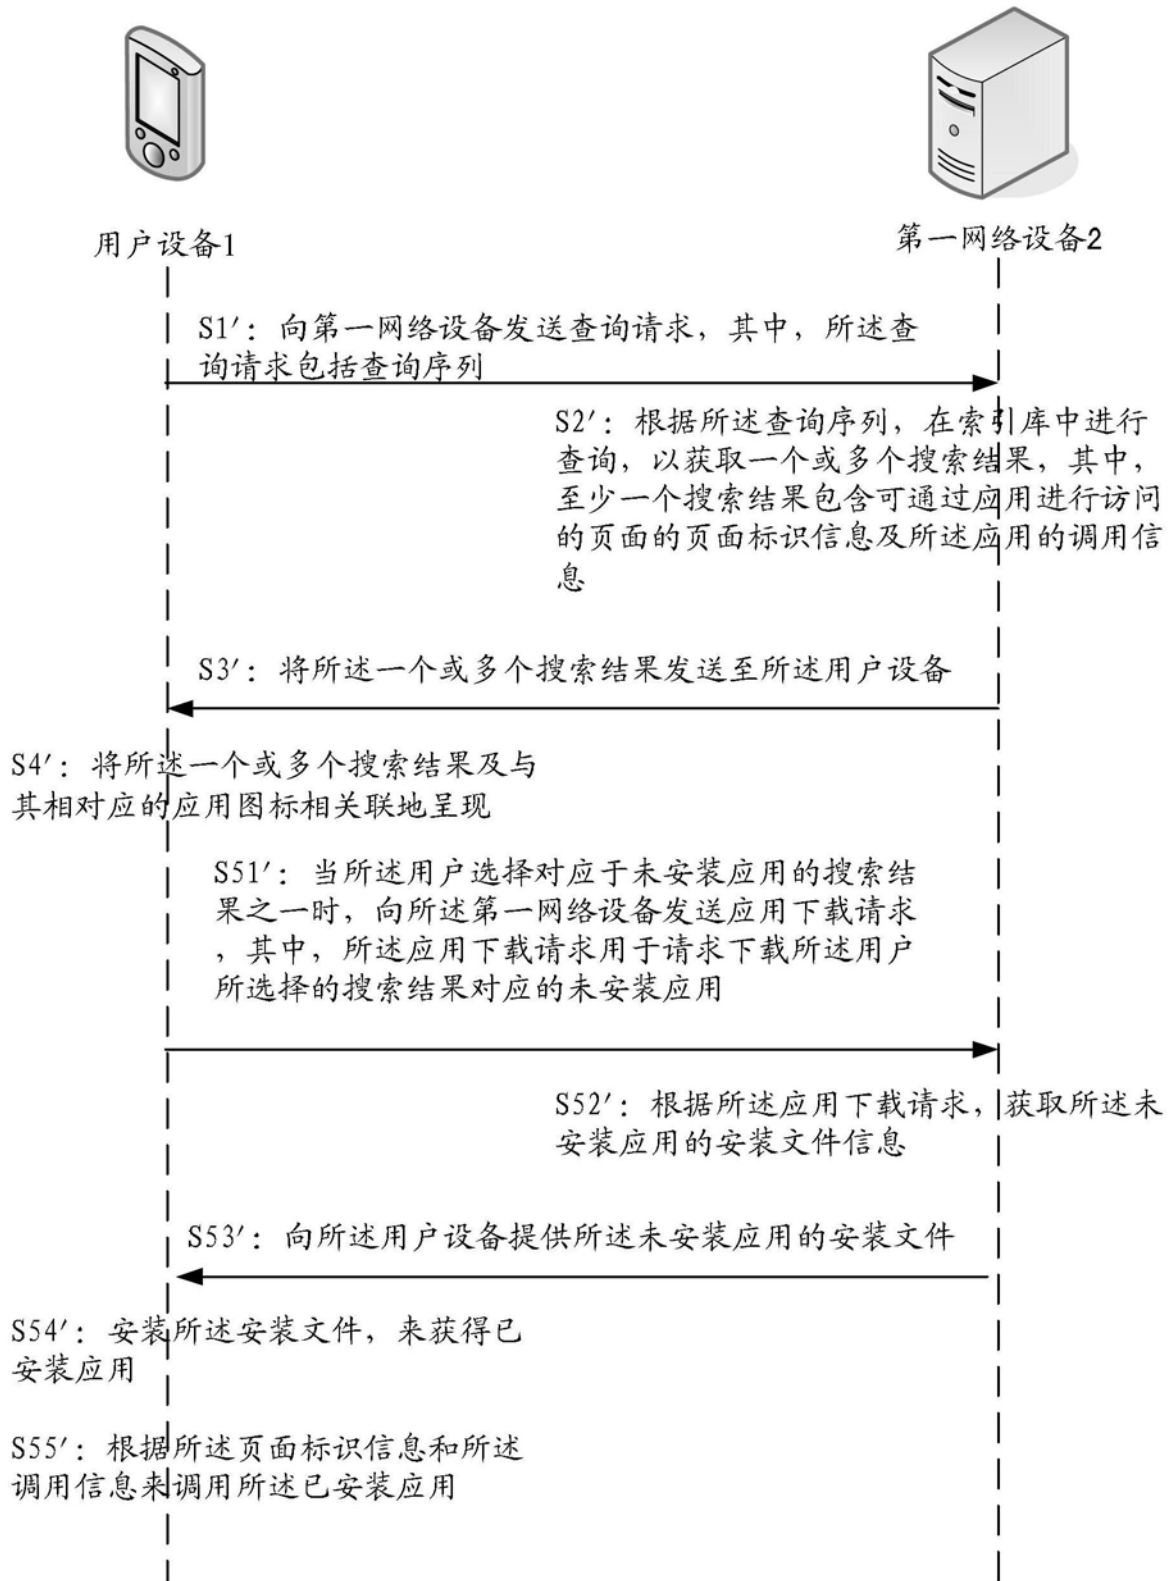 用户设备1
第一网络设备2
S1′：向第一网络设备发送查询请求，其中，所述查
询请求包括查询序列
S2′：根据所述查询序列，在索引库中进行
查询，以获取一个或多个搜索结果，其中，
至少一个搜索结果包含可通过应用进行访问
的页面的页面标识信息及所述应用的调用信
息
S3′：将所述一个或多个搜索结果发送至所述用户设备
S4′：将所述一个或多个搜索结果及与
其相对应的应用图标相关联地呈现
S51′：当所述用户选择对应于未安装应用的搜索结
果之一时，向所述第一网络设备发送应用下载请求
，其中，所述应用下载请求用于请求下载所述用户
所选择的搜索结果对应的未安装应用
S52′：根据所述应用下载请求，获取所述未
安装应用的安装文件信息
S53′：向所述用户设备提供所述未安装应用的安装文件
S54′：安装所述安装文件，来获得已
安装应用
S55′：根据所述页面标识信息和所述
调用信息来调用所述已安装应用